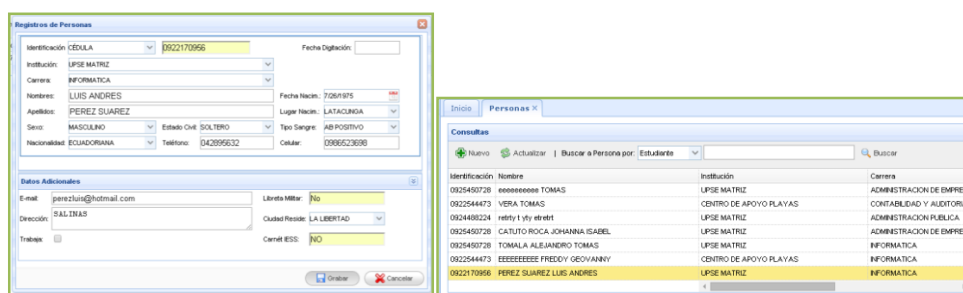 Registros de Personas
Identificación CÉDULA 0922170956 Fecha Digitación:
Institución: UPSE MATRIZ
Carrera: INFORMATICA
Nombres: LUIS ANDRES Fecha Nacim.: 7/26/1975
Apellidos: PEREZ SUAREZ Lugar Nacim.: LATACUNGA
Sexo: MASCULINO Estado Civil: SOLTERO Tipo Sangre: AB POSITIVO
Nacionalidad: ECUADORIANA Teléfono: 042895632 Celular: 0986523698
Datos Adicionales
E-mail: perezluis@hotmail.com Libreta Militar: No
Dirección: SALINAS Ciudad Reside: LA LIBERTAD
Trabaja: Carnét IESS: NO
Grabar Cancelar
Inicio Personas ×
Consultas
Nuevo Actualizar | Buscar a Persona por: Estudiante Buscar
Identificación Nombre Institución Carrera
0925450728 eeeeeeeeee TOMAS UPSE MATRIZ ADMINISTRACION DE EMPRE
0922544473 VERA TOMAS CENTRO DE APOYO PLAYAS CONTABILIDAD Y AUDITORI
0924488224 retrty t yty etretrt UPSE MATRIZ ADMINISTRACION PUBLICA
0925450728 CATUTO ROCA JOHANNA ISABEL UPSE MATRIZ ADMINISTRACION DE EMPRE
0925450728 TOMALA ALEJANDRO TOMAS UPSE MATRIZ INFORMATICA
0922544473 EEEEEEEEEE FREDDY GEOVANNY CENTRO DE APOYO PLAYAS INFORMATICA
0922170956 PEREZ SUAREZ LUIS ANDRES UPSE MATRIZ INFORMATICA